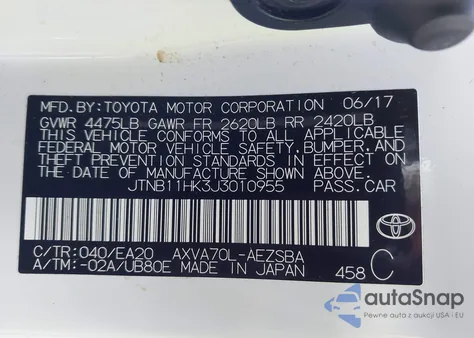 MFD.BY:TOYOTA MOTOR CORPORATION 06/17
GVWR 4475LB GAWR FR 2620LB RR 2420LB
THIS VEHICLE CONFORMS TO ALL APPLICABLE
FEDERAL MOTOR VEHICLE SAFETY,BUMPER,AND
THEFT PREVENTION STANDARDS IN EFFECT ON
THE DATE OF MANUFACTURE SHOWN ABOVE.
JTNB11HK3J3010955 PASS.CAR
C/TR:040/EA20 AXVA70L-AEZSBA
A/TM:-02A/UB80E MADE IN JAPAN
458 C
TOYOTA
autoSnap
Pewne auta z aukcji USA i EU